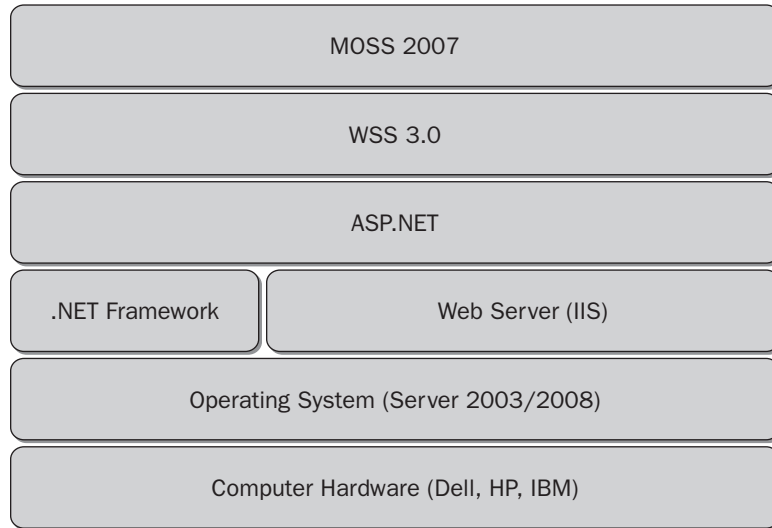 MOSS 2007
WSS 3.0
ASP.NET
.NET Framework
Web Server (IIS)
Operating System (Server 2003/2008)
Computer Hardware (Dell, HP, IBM)